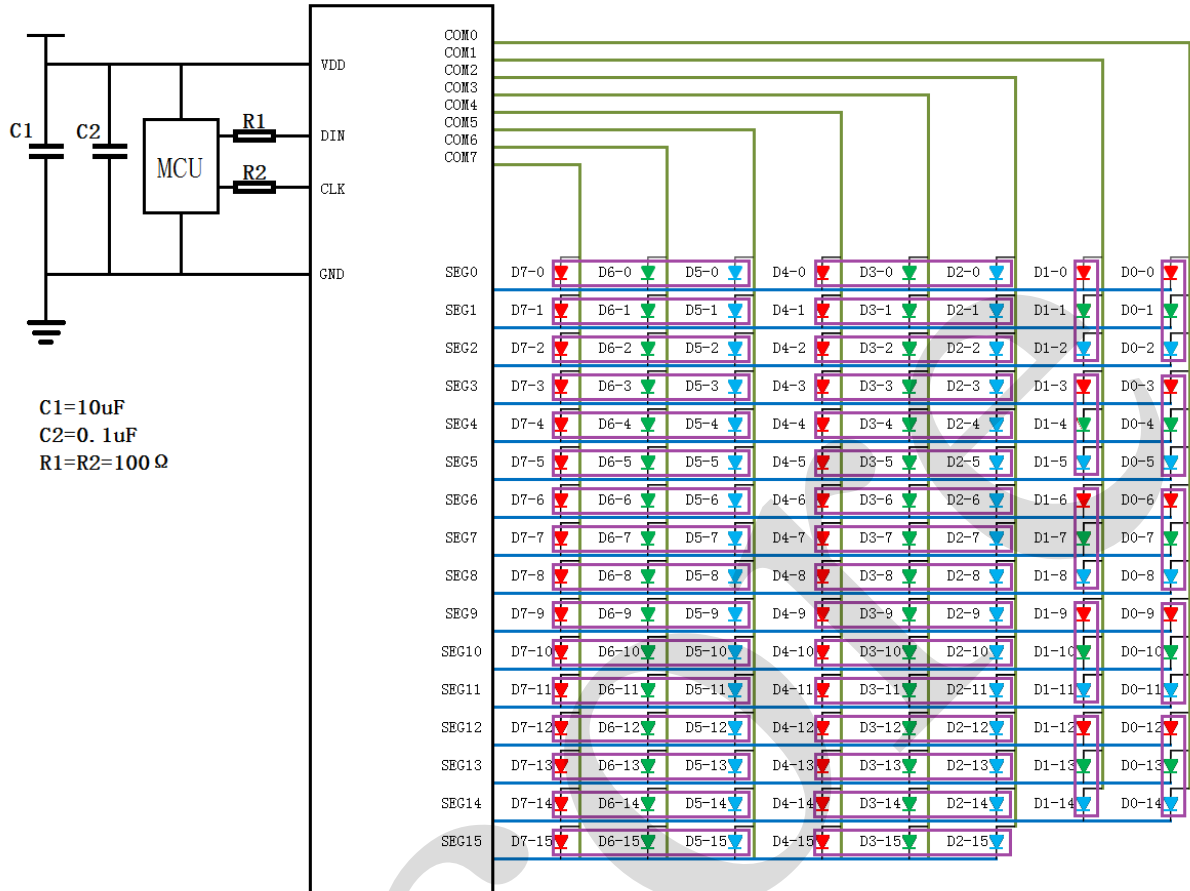 COM0
COM1
COM2
COM3
COM4
COM5
COM6
COM7
VDD
DIN
CLK
GND
C1
C2
MCU
R1
R2
C1=10uF
C2=0.1uF
R1=R2=100Ω
SEG0 D7-0 D6-0 D5-0 D4-0 D3-0 D2-0 D1-0 D0-0
SEG1 D7-1 D6-1 D5-1 D4-1 D3-1 D2-1 D1-1 D0-1
SEG2 D7-2 D6-2 D5-2 D4-2 D3-2 D2-2 D1-2 D0-2
SEG3 D7-3 D6-3 D5-3 D4-3 D3-3 D2-3 D1-3 D0-3
SEG4 D7-4 D6-4 D5-4 D4-4 D3-4 D2-4 D1-4 D0-4
SEG5 D7-5 D6-5 D5-5 D4-5 D3-5 D2-5 D1-5 D0-5
SEG6 D7-6 D6-6 D5-6 D4-6 D3-6 D2-6 D1-6 D0-6
SEG7 D7-7 D6-7 D5-7 D4-7 D3-7 D2-7 D1-7 D0-7
SEG8 D7-8 D6-8 D5-8 D4-8 D3-8 D2-8 D1-8 D0-8
SEG9 D7-9 D6-9 D5-9 D4-9 D3-9 D2-9 D1-9 D0-9
SEG10 D7-10 D6-10 D5-10 D4-10 D3-10 D2-10 D1-10 D0-10
SEG11 D7-11 D6-11 D5-11 D4-11 D3-11 D2-11 D1-11 D0-11
SEG12 D7-12 D6-12 D5-12 D4-12 D3-12 D2-12 D1-12 D0-12
SEG13 D7-13 D6-13 D5-13 D4-13 D3-13 D2-13 D1-13 D0-13
SEG14 D7-14 D6-14 D5-14 D4-14 D3-14 D2-14 D1-14 D0-14
SEG15 D7-15 D6-15 D5-15 D4-15 D3-15 D2-15